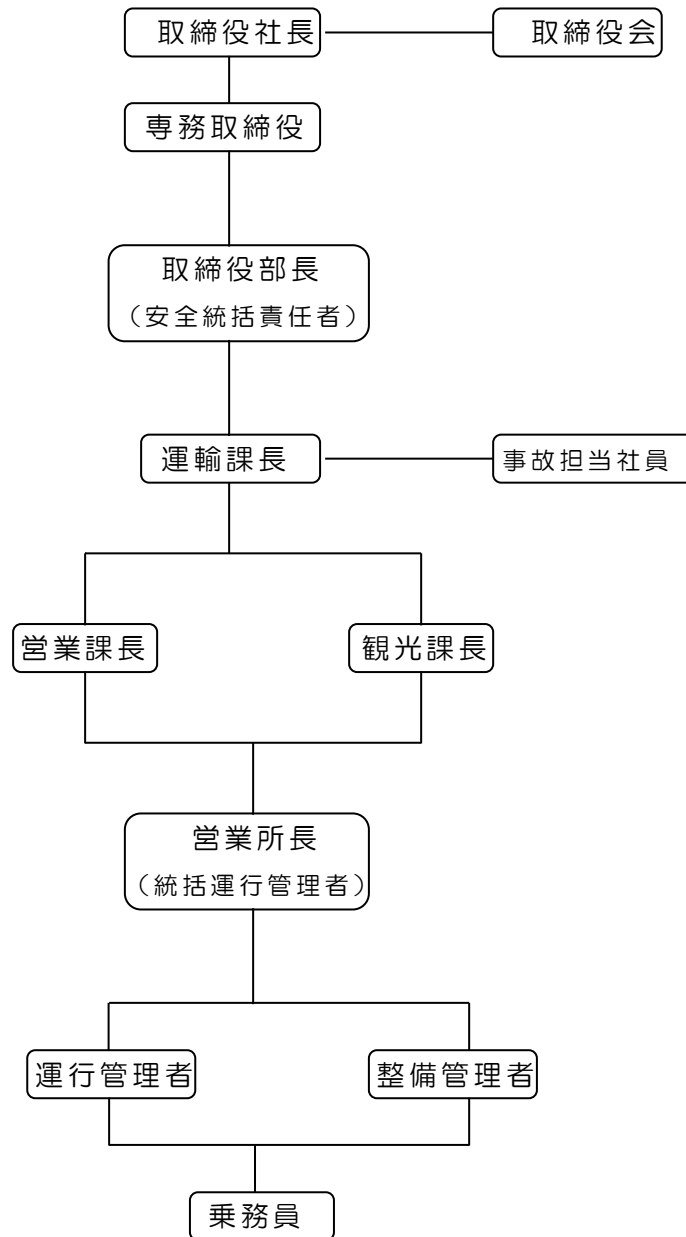 取締役社長
取締役会
専務取締役
取締役部長
（安全統括責任者）
運輸課長
事故担当社員
営業課長
観光課長
営業所長
（統括運行管理者）
運行管理者
整備管理者
乗務員